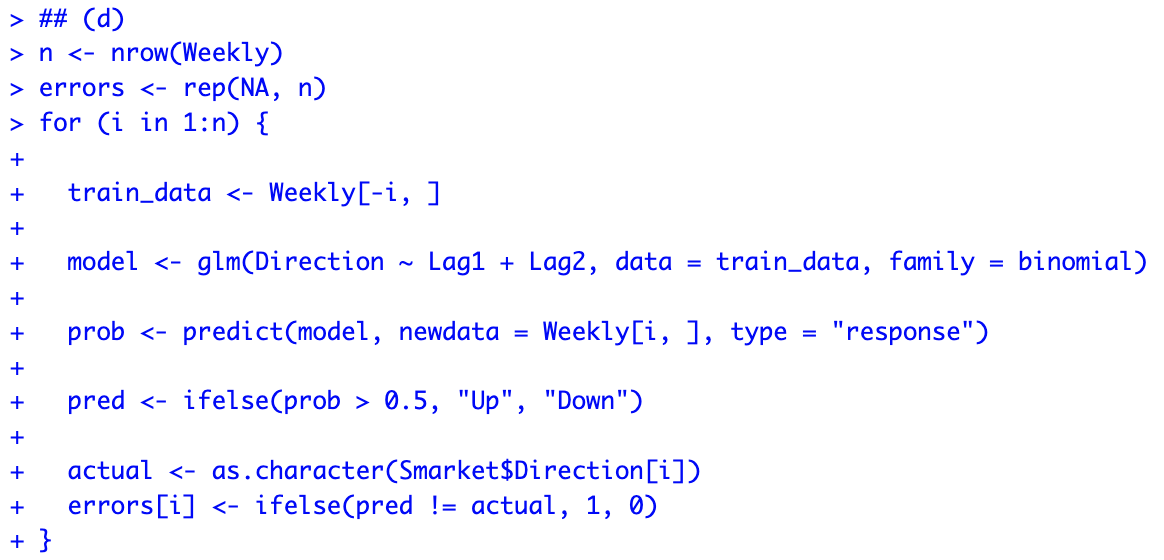 > ## (d)
> n <- nrow(Weekly)
> errors <- rep(NA, n)
> for (i in 1:n) {
+
+   train_data <- Weekly[-i, ]
+
+   model <- glm(Direction ~ Lag1 + Lag2, data = train_data, family = binomial)
+
+   prob <- predict(model, newdata = Weekly[i, ], type = "response")
+
+   pred <- ifelse(prob > 0.5, "Up", "Down")
+
+   actual <- as.character(Smarket$Direction[i])
+   errors[i] <- ifelse(pred != actual, 1, 0)
+ }